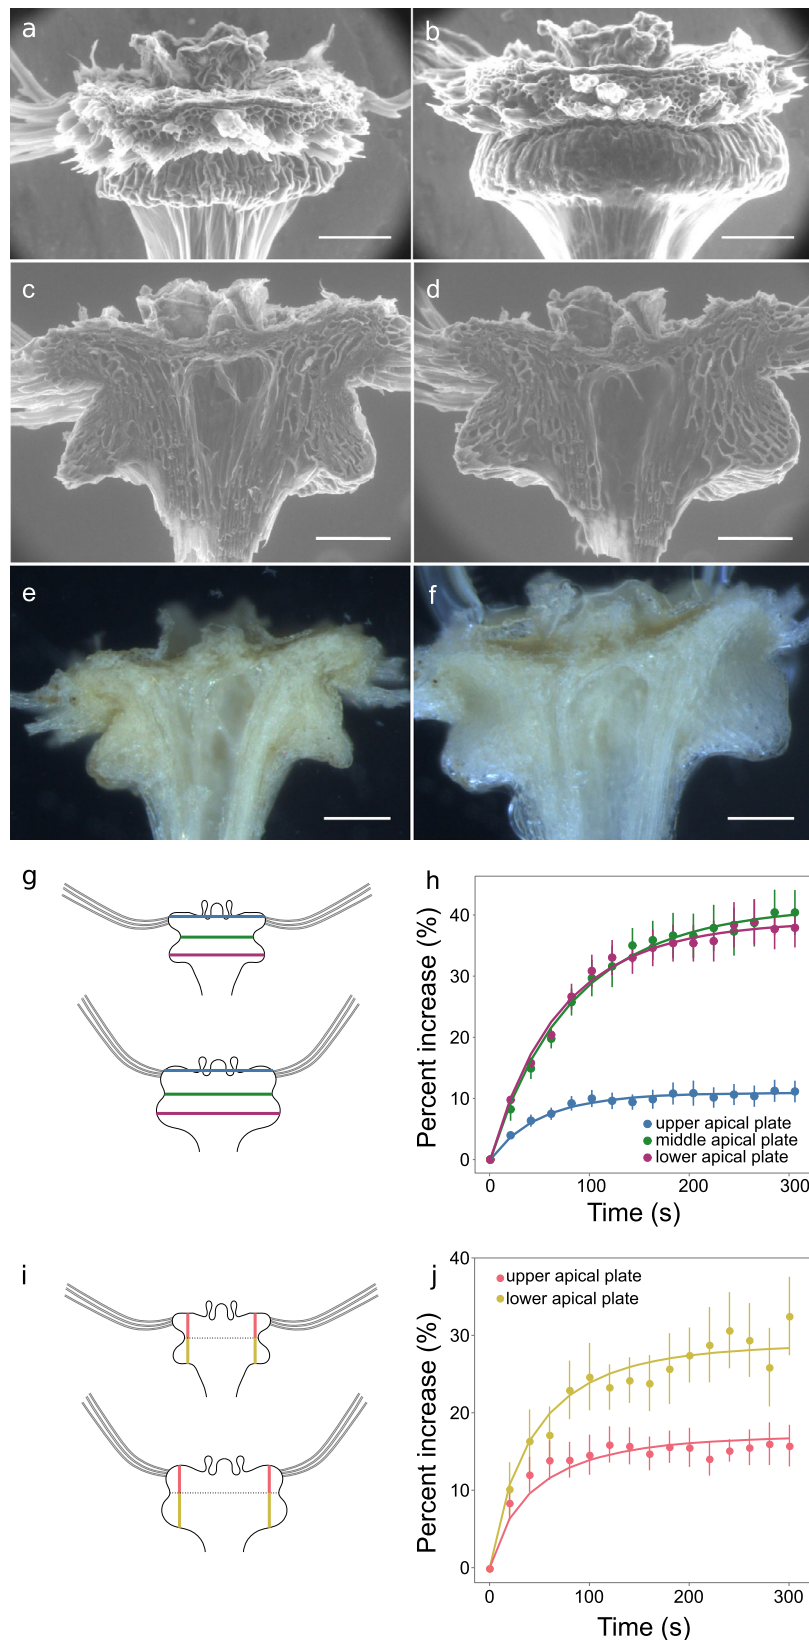 a
b
c
d
e
f
g
h
Percent increase (%)
40
30
20
10
0
upper apical plate
middle apical plate
lower apical plate
0
100
200
300
Time (s)
i
j
Percent increase (%)
40
30
20
10
0
upper apical plate
lower apical plate
0
100
200
300
Time (s)